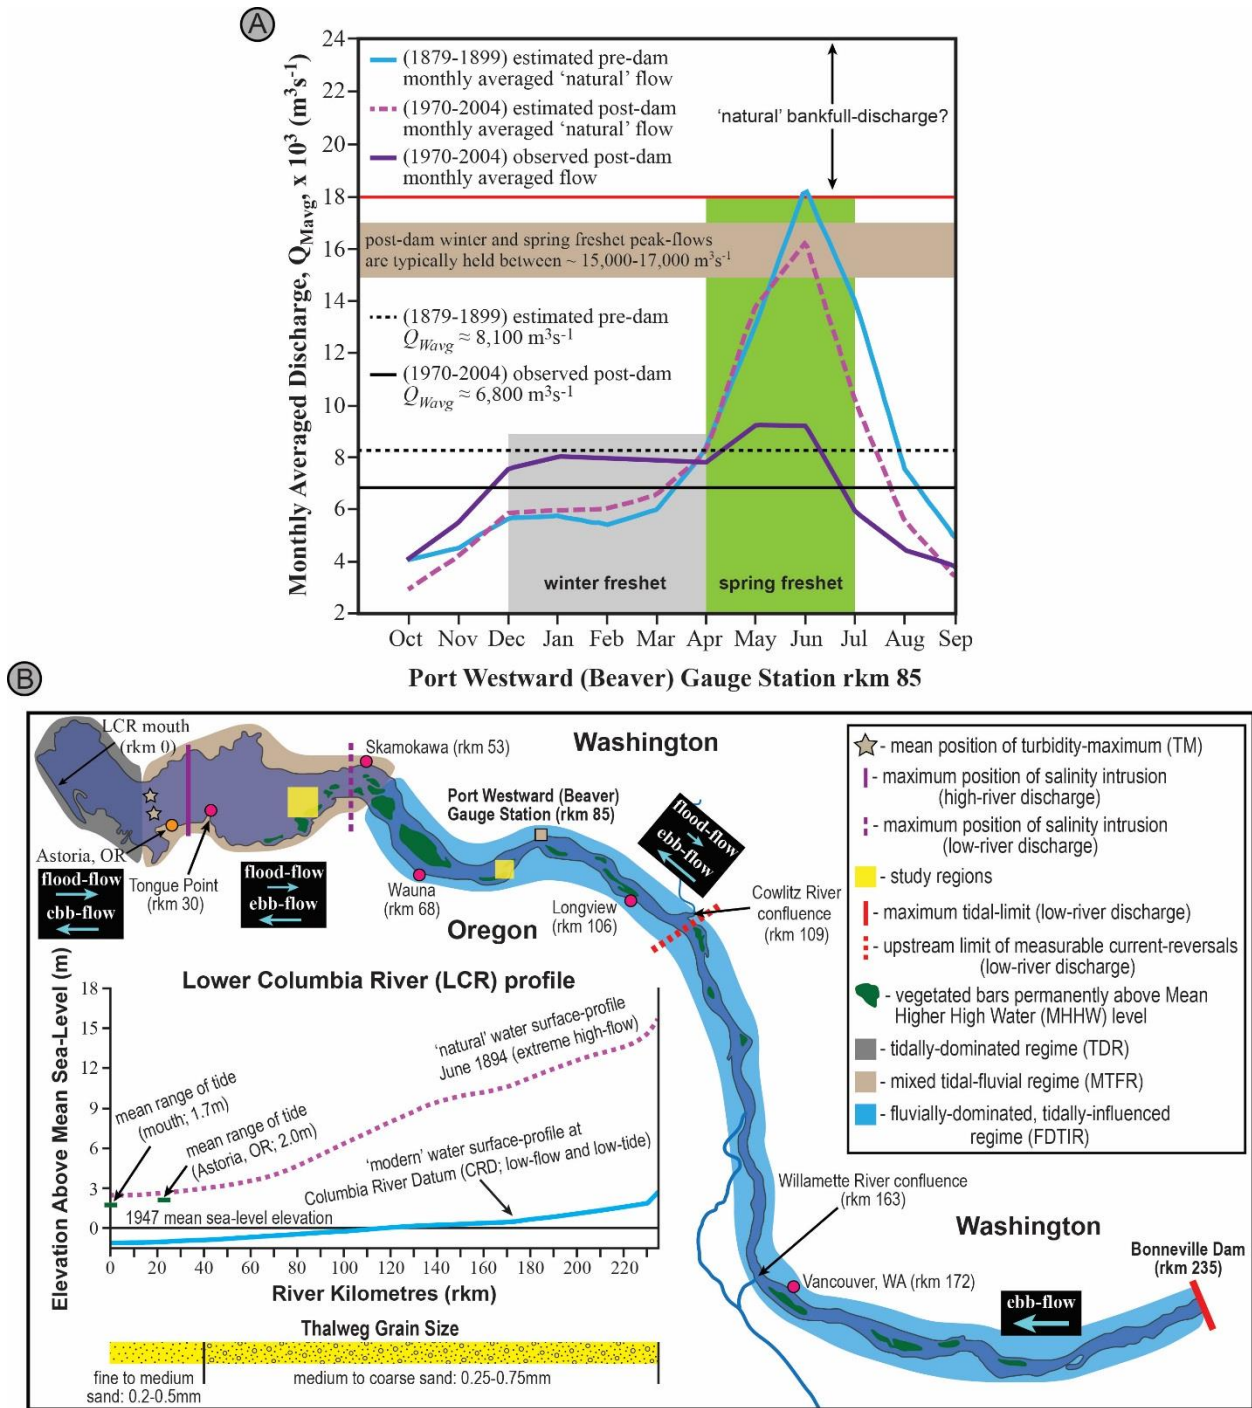 A
24
22
20
18
16
14
12
10
8
6
4
2
Monthly Averaged Discharge, QMavg, x 10³ (m³s⁻¹)
(1879-1899) estimated pre-dam
monthly averaged 'natural' flow
(1970-2004) estimated post-dam
monthly averaged 'natural' flow
(1970-2004) observed post-dam
monthly averaged flow
'natural' bankfull-discharge?
post-dam winter and spring freshet peak-flows
are typically held between ~ 15,000-17,000 m³s⁻¹
(1879-1899) estimated pre-dam
QWavg ≈ 8,100 m³s⁻¹
(1970-2004) observed post-dam
QWavg ≈ 6,800 m³s⁻¹
winter freshet
spring freshet
Oct Nov Dec Jan Feb Mar Apr May Jun Jul Aug Sep
Port Westward (Beaver) Gauge Station rkm 85
B
LCR mouth
(rkm 0)
Skamokawa (rkm 53)
Washington
Port Westward (Beaver)
Gauge Station (rkm 85)
Astoria, OR
flood-flow
ebb-flow
Tongue Point
(rkm 30)
flood-flow
ebb-flow
Wauna
(rkm 68)
Oregon
Longview
(rkm 106)
flood-flow
ebb-flow
Cowlitz River
confluence
(rkm 109)
- mean position of turbidity-maximum (TM)
- maximum position of salinity intrusion
(high-river discharge)
- maximum position of salinity intrusion
(low-river discharge)
- study regions
- maximum tidal-limit (low-river discharge)
- upstream limit of measurable current-reversals
(low-river discharge)
- vegetated bars permanently above Mean
Higher High Water (MHHW) level
- tidally-dominated regime (TDR)
- mixed tidal-fluvial regime (MTFR)
- fluvially-dominated, tidally-influenced
regime (FDTIR)
Lower Columbia River (LCR) profile
Elevation Above Mean Sea-Level (m)
18
15
12
9
6
3
0
mean range of tide
(mouth; 1.7m)
mean range of tide
(Astoria, OR; 2.0m)
'natural' water surface-profile
June 1894 (extreme high-flow)
'modern' water surface-profile at
Columbia River Datum (CRD; low-flow and low-tide)
1947 mean sea-level elevation
0 20 40 60 80 100 120 140 160 180 200 220
River Kilometres (rkm)
Willamette River confluence
(rkm 163)
Washington
Bonneville Dam
(rkm 235)
Vancouver, WA (rkm 172)
ebb-flow
Thalweg Grain Size
fine to medium
sand: 0.2-0.5mm
medium to coarse sand: 0.25-0.75mm